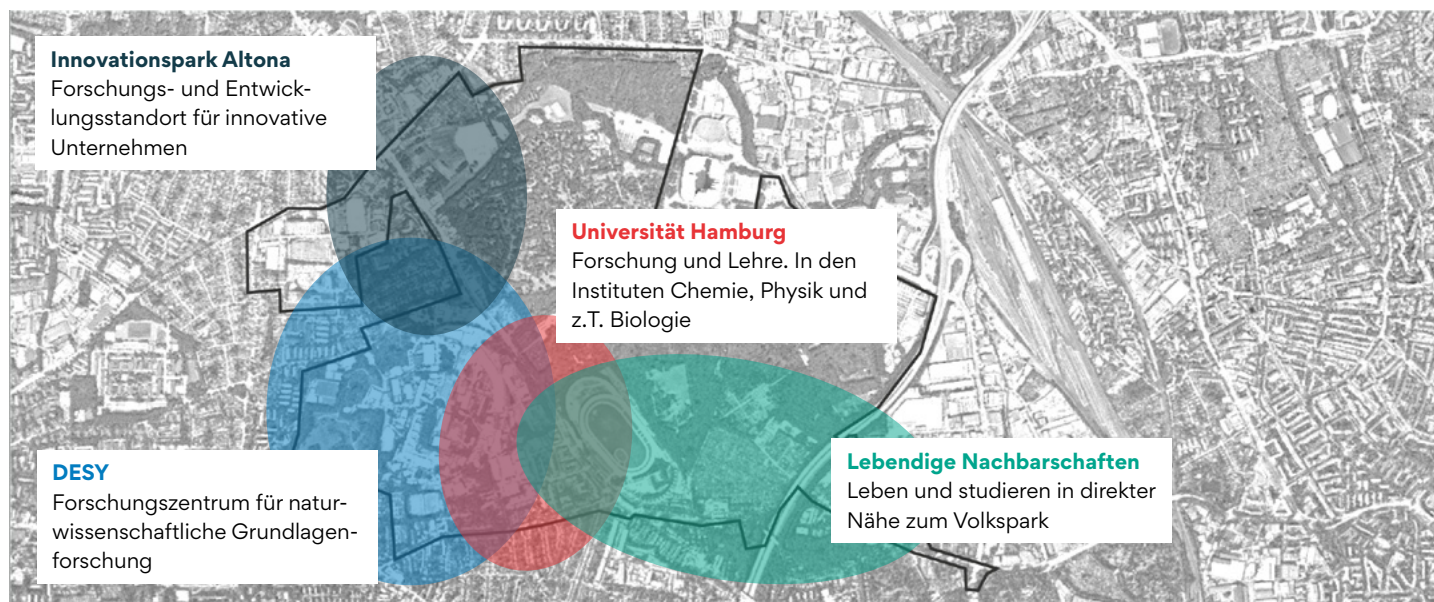 Innovationspark Altona
Forschungs- und Entwick-
lungsstandort für innovative
Unternehmen
Universität Hamburg
Forschung und Lehre. In den
Instituten Chemie, Physik und
z.T. Biologie
DESY
Forschungszentrum für natur-
wissenschaftliche Grundlagen-
forschung
Lebendige Nachbarschaften
Leben und studieren in direkter
Nähe zum Volkspark